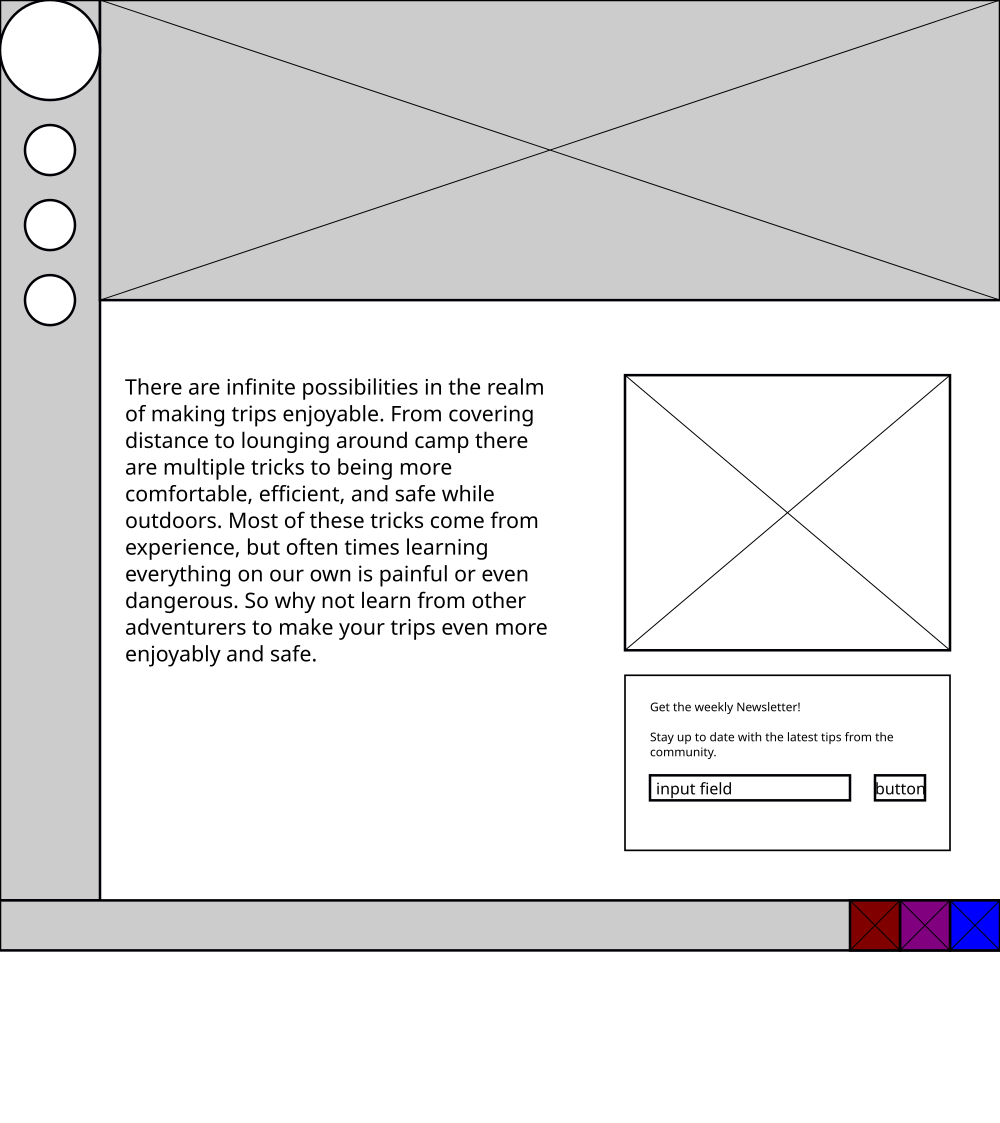 There are infinite possibilities in the realm
of making trips enjoyable. From covering
distance to lounging around camp there
are multiple tricks to being more
comfortable, efficient, and safe while
outdoors. Most of these tricks come from
experience, but often times learning
everything on our own is painful or even
dangerous. So why not learn from other
adventurers to make your trips even more
enjoyably and safe.
Get the weekly Newsletter!
Stay up to date with the latest tips from the
community.
input field
button